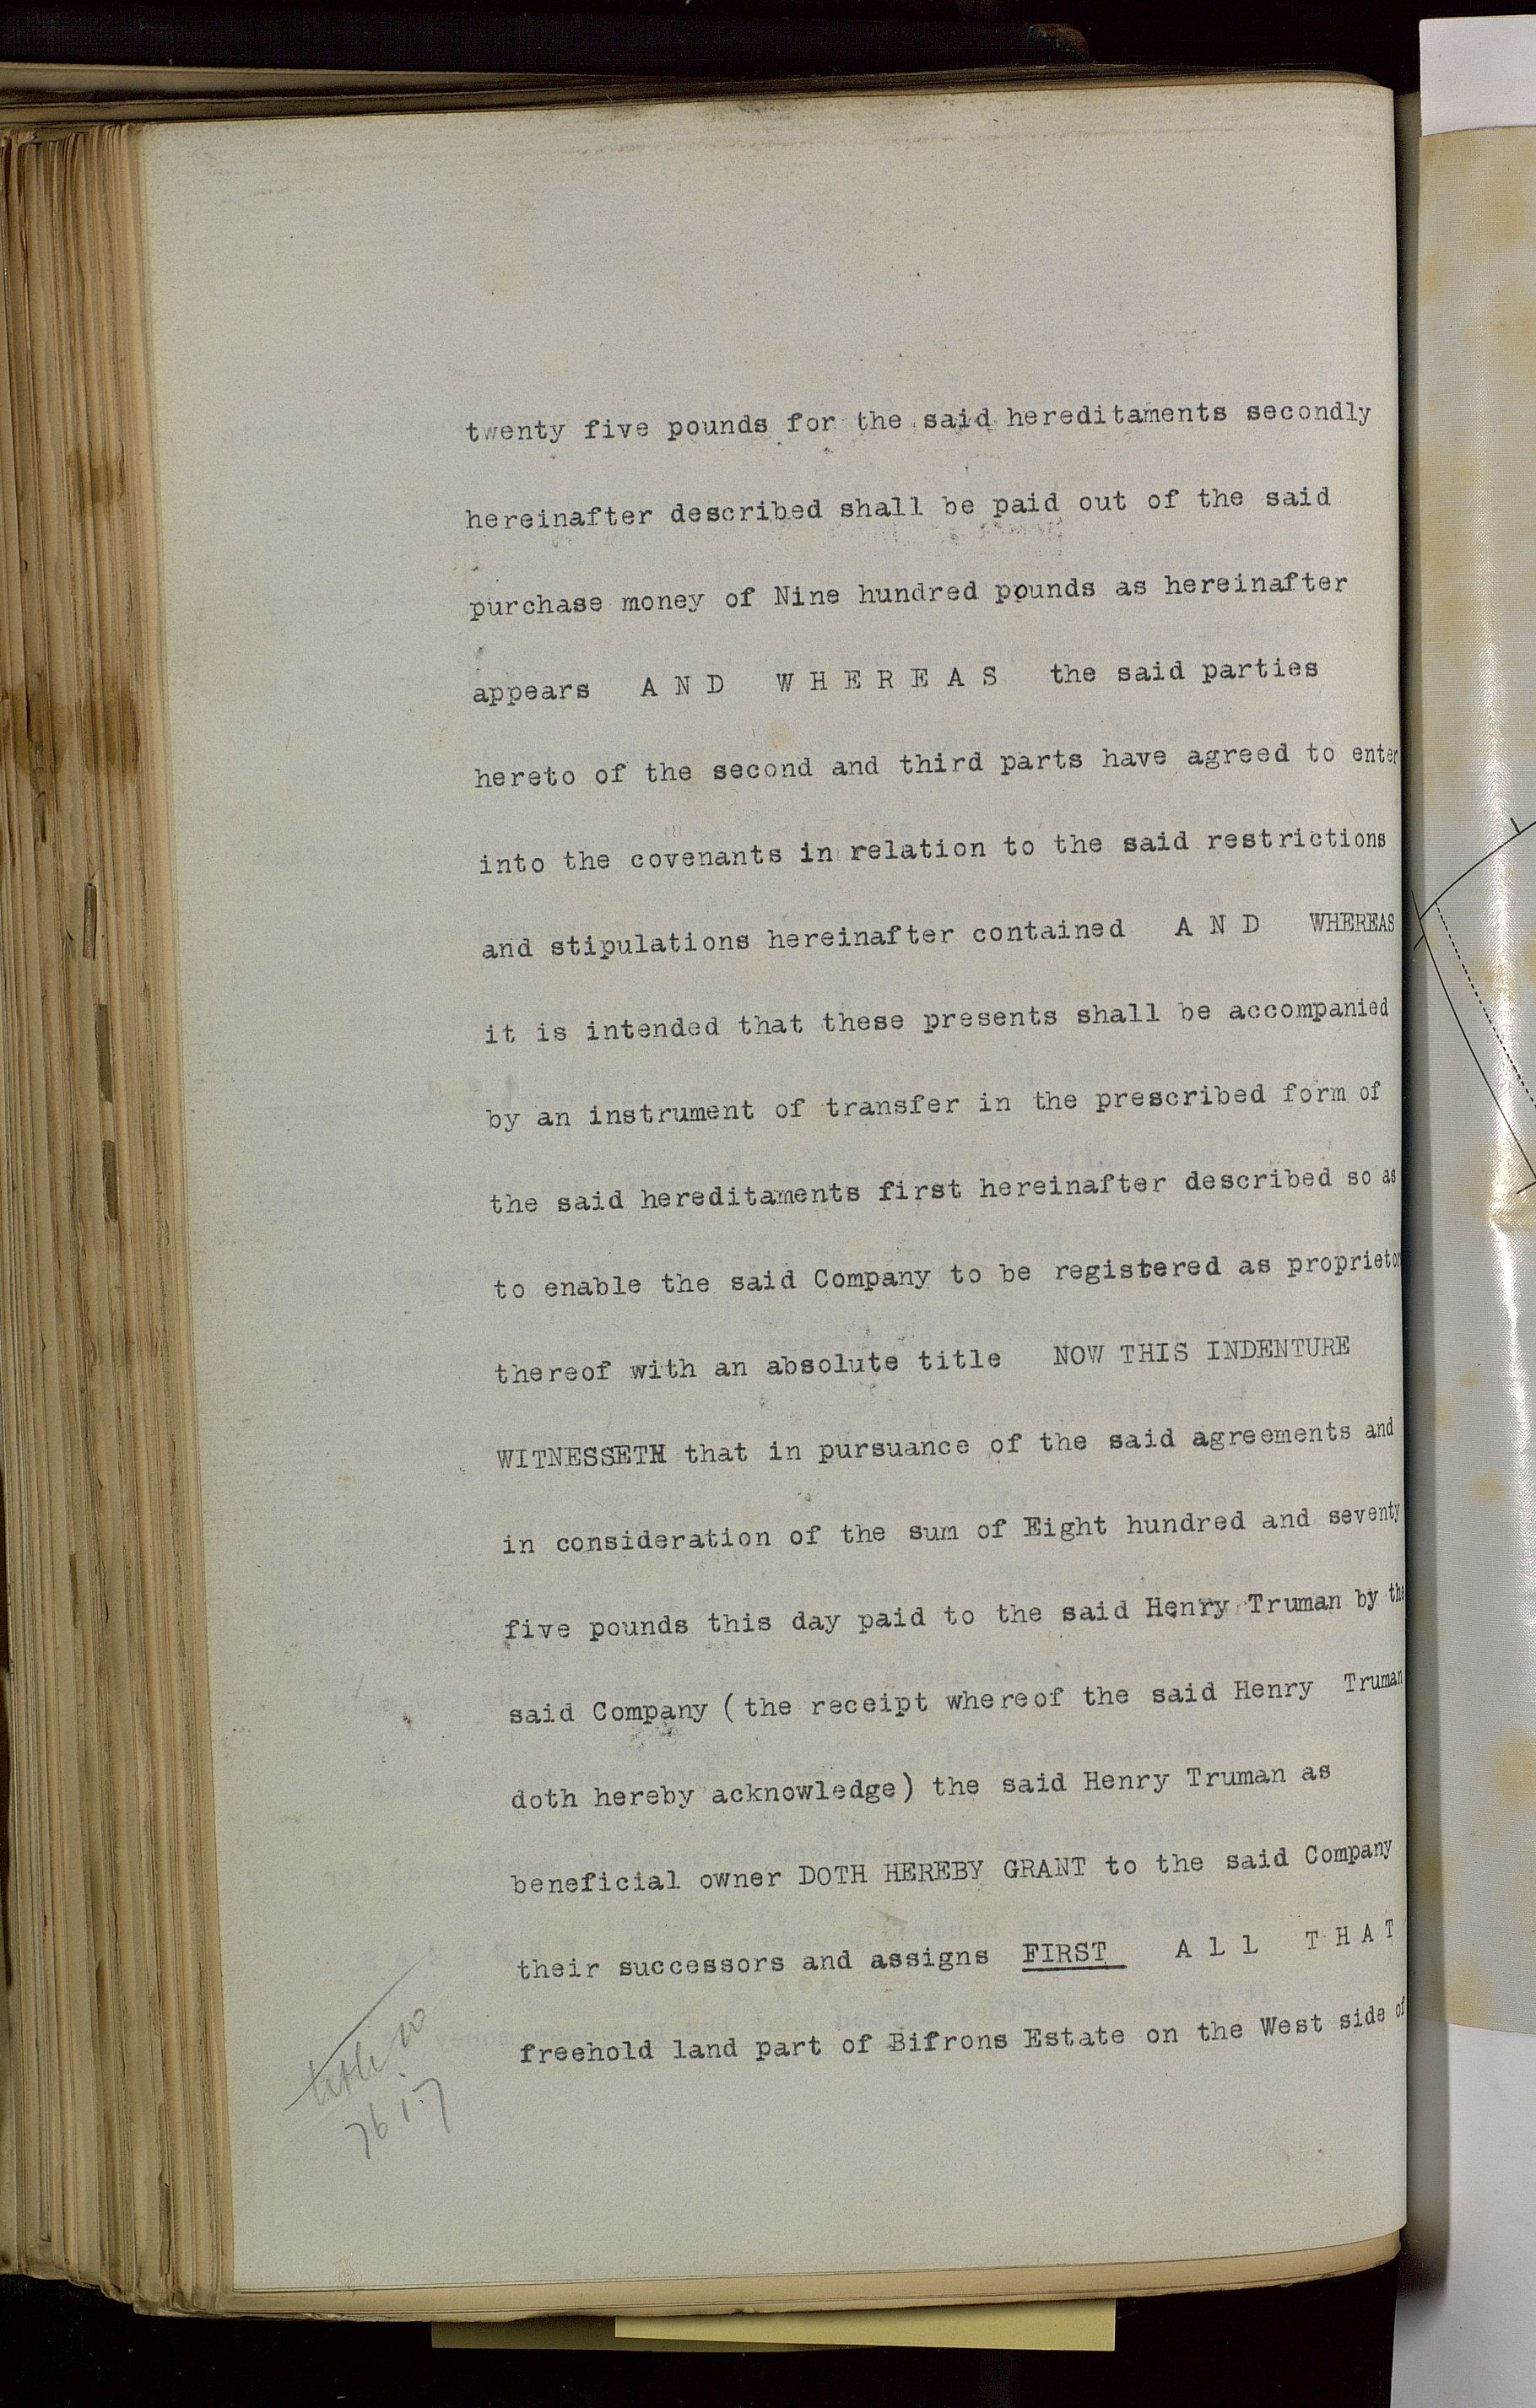 twenty five pounds for the said hereditaments secondly
hereinafter described shall be paid out of the said
purchase money of Nine hundred pounds as hereinafter
appears A N D W H E R E A S the said parties
hereto of the second and third parts have agreed to enter
into the covenants in relation to the said restrictions
and stipulations hereinafter contained A N D WHEREAS
it is intended that these presents shall be accompanied
by an instrument of transfer in the prescribed form of
the said hereditaments first hereinafter described so as
to enable the said Company to be registered as proprietor
thereof with an absolute title NOW THIS INDENTURE
WITNESSETH that in pursuance of the said agreements and
in consideration of the sum of Eight hundred and seventy
five pounds this day paid to the said Henry Truman by the
said Company (the receipt whereof the said Henry Truman
doth hereby acknowledge) the said Henry Truman as
beneficial owner DOTH HEREBY GRANT to the said Company
their successors and assigns FIRST A l l T H A T
freehold land part of Bifrons Estate on the West side of